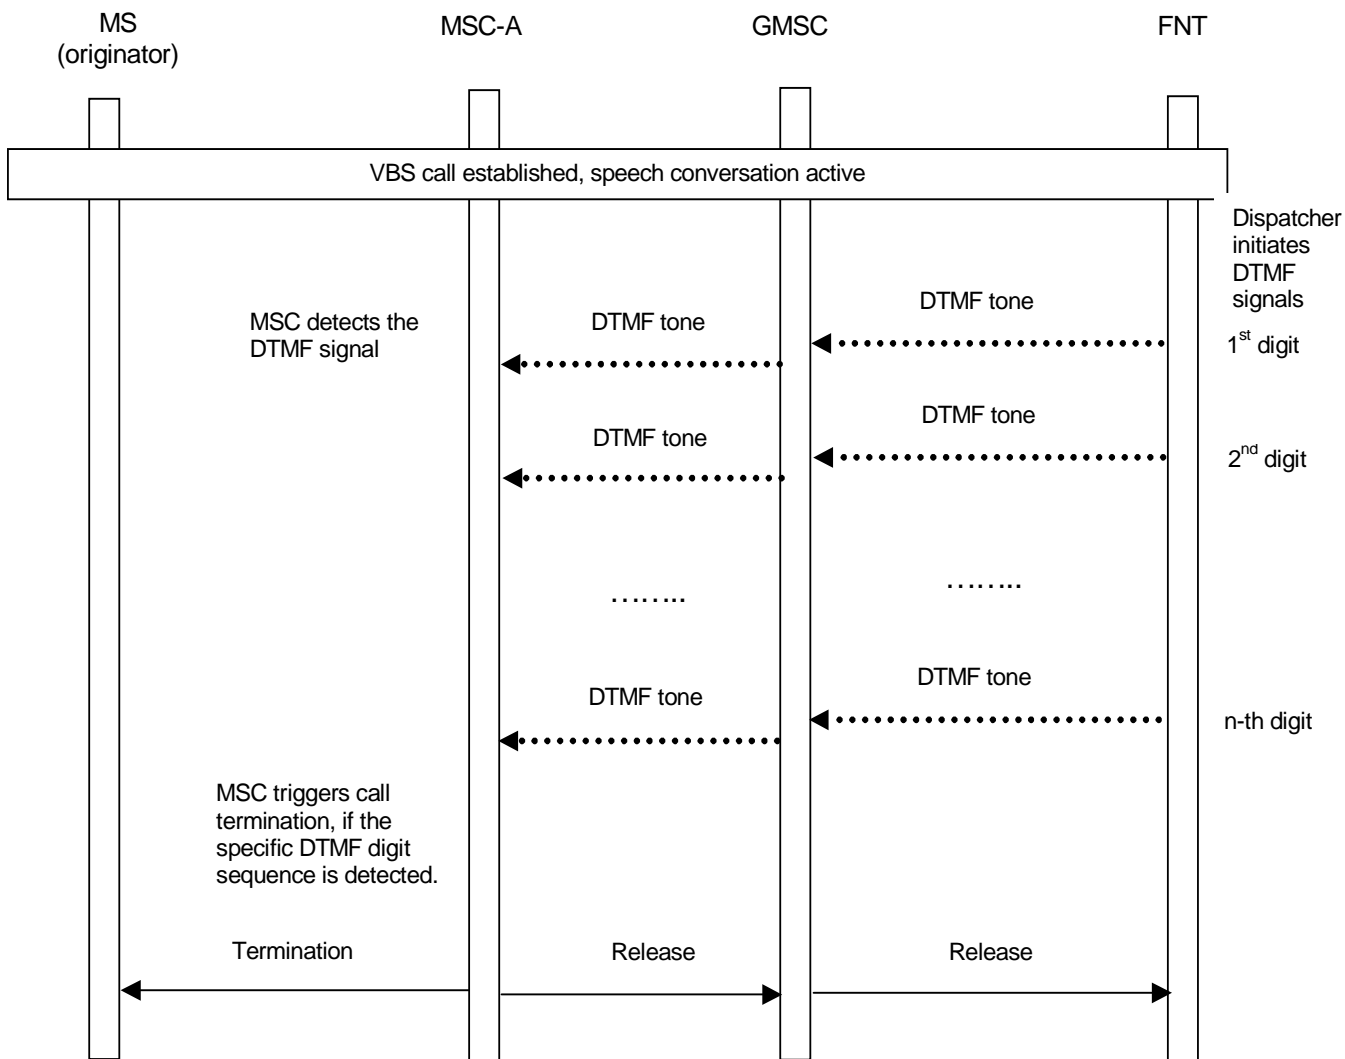 MS
(originator)
MSC-A
GMSC
FNT
VBS call established, speech conversation active
Dispatcher
initiates
DTMF
signals
MSC detects the
DTMF signal
DTMF tone
DTMF tone
1st digit
DTMF tone
DTMF tone
2nd digit
........
........
DTMF tone
DTMF tone
n-th digit
MSC triggers call
termination, if the
specific DTMF digit
sequence is detected.
Termination
Release
Release